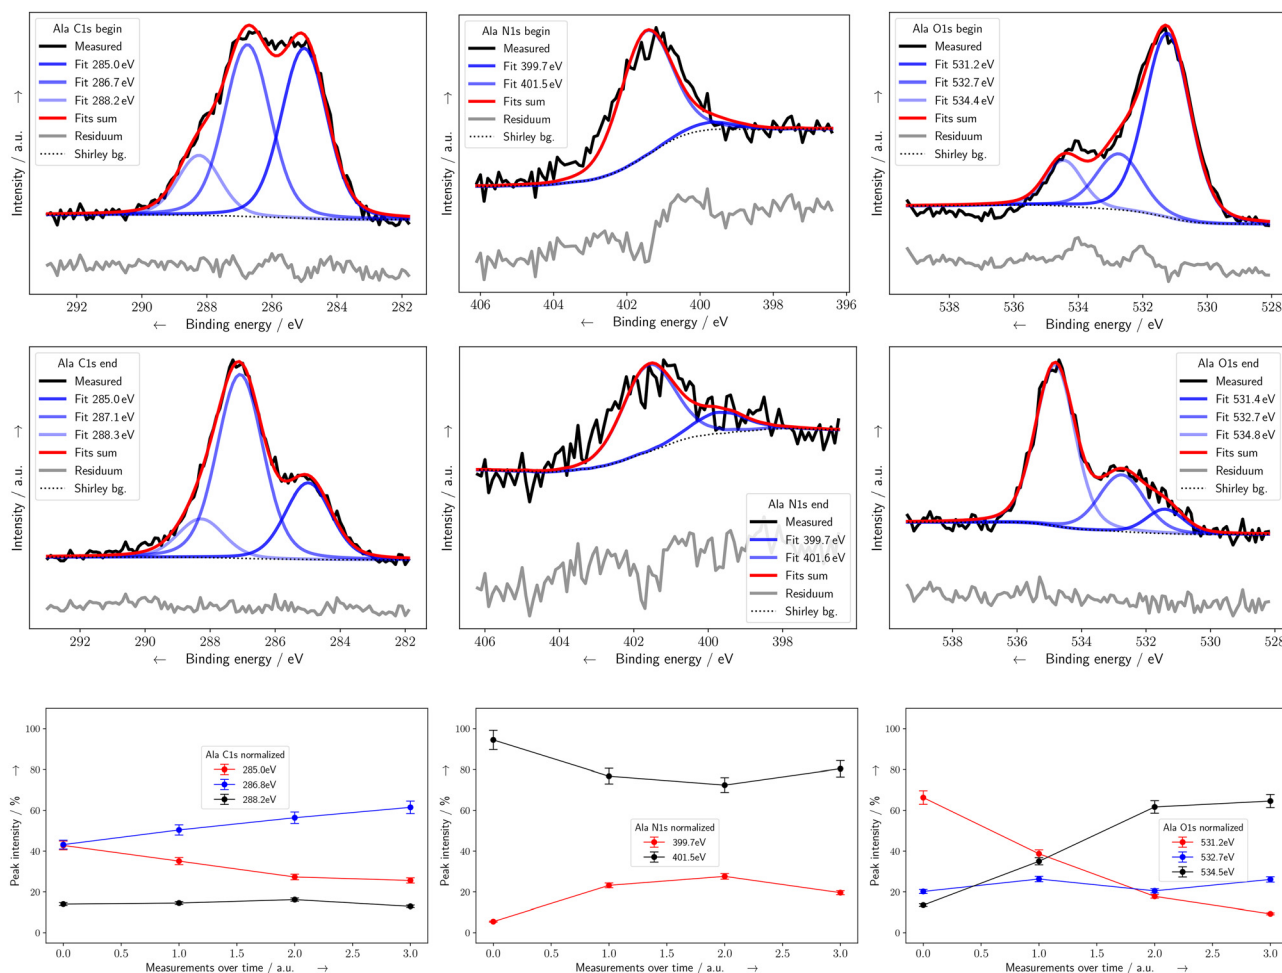 Ala C1s begin
Measured
Fit 285.0 eV
Fit 286.7 eV
Fit 288.2 eV
Fits sum
Residuum
Shirley bg.
Intensity / a.u. →
292 290 288 286 284 282
← Binding energy / eV
Ala N1s begin
Measured
Fit 399.7 eV
Fit 401.5 eV
Fits sum
Residuum
Shirley bg.
Intensity / a.u. →
406 404 402 400 398 396
← Binding energy / eV
Ala O1s begin
Measured
Fit 531.2 eV
Fit 532.7 eV
Fit 534.4 eV
Fits sum
Residuum
Shirley bg.
Intensity / a.u. →
538 536 534 532 530 528
← Binding energy / eV
Ala C1s end
Measured
Fit 285.0 eV
Fit 287.1 eV
Fit 288.3 eV
Fits sum
Residuum
Shirley bg.
Intensity / a.u. →
292 290 288 286 284 282
← Binding energy / eV
Ala N1s end
Measured
Fit 399.7 eV
Fit 401.6 eV
Fits sum
Residuum
Shirley bg.
Intensity / a.u. →
406 404 402 400 398
← Binding energy / eV
Ala O1s end
Measured
Fit 531.4 eV
Fit 532.7 eV
Fit 534.8 eV
Fits sum
Residuum
Shirley bg.
Intensity / a.u. →
538 536 534 532 530 528
← Binding energy / eV
Ala C1s normalized
285.0eV
286.8eV
288.2eV
Peak intensity / % →
100
80
60
40
20
0
0.0 0.5 1.0 1.5 2.0 2.5 3.0
Measurements over time / a.u. →
Ala N1s normalized
399.7eV
401.5eV
Peak intensity / % →
100
80
60
40
20
0
0.0 0.5 1.0 1.5 2.0 2.5 3.0
Measurements over time / a.u. →
Ala O1s normalized
531.2eV
532.7eV
534.5eV
Peak intensity / % →
100
80
60
40
20
0
0.0 0.5 1.0 1.5 2.0 2.5 3.0
Measurements over time / a.u. →